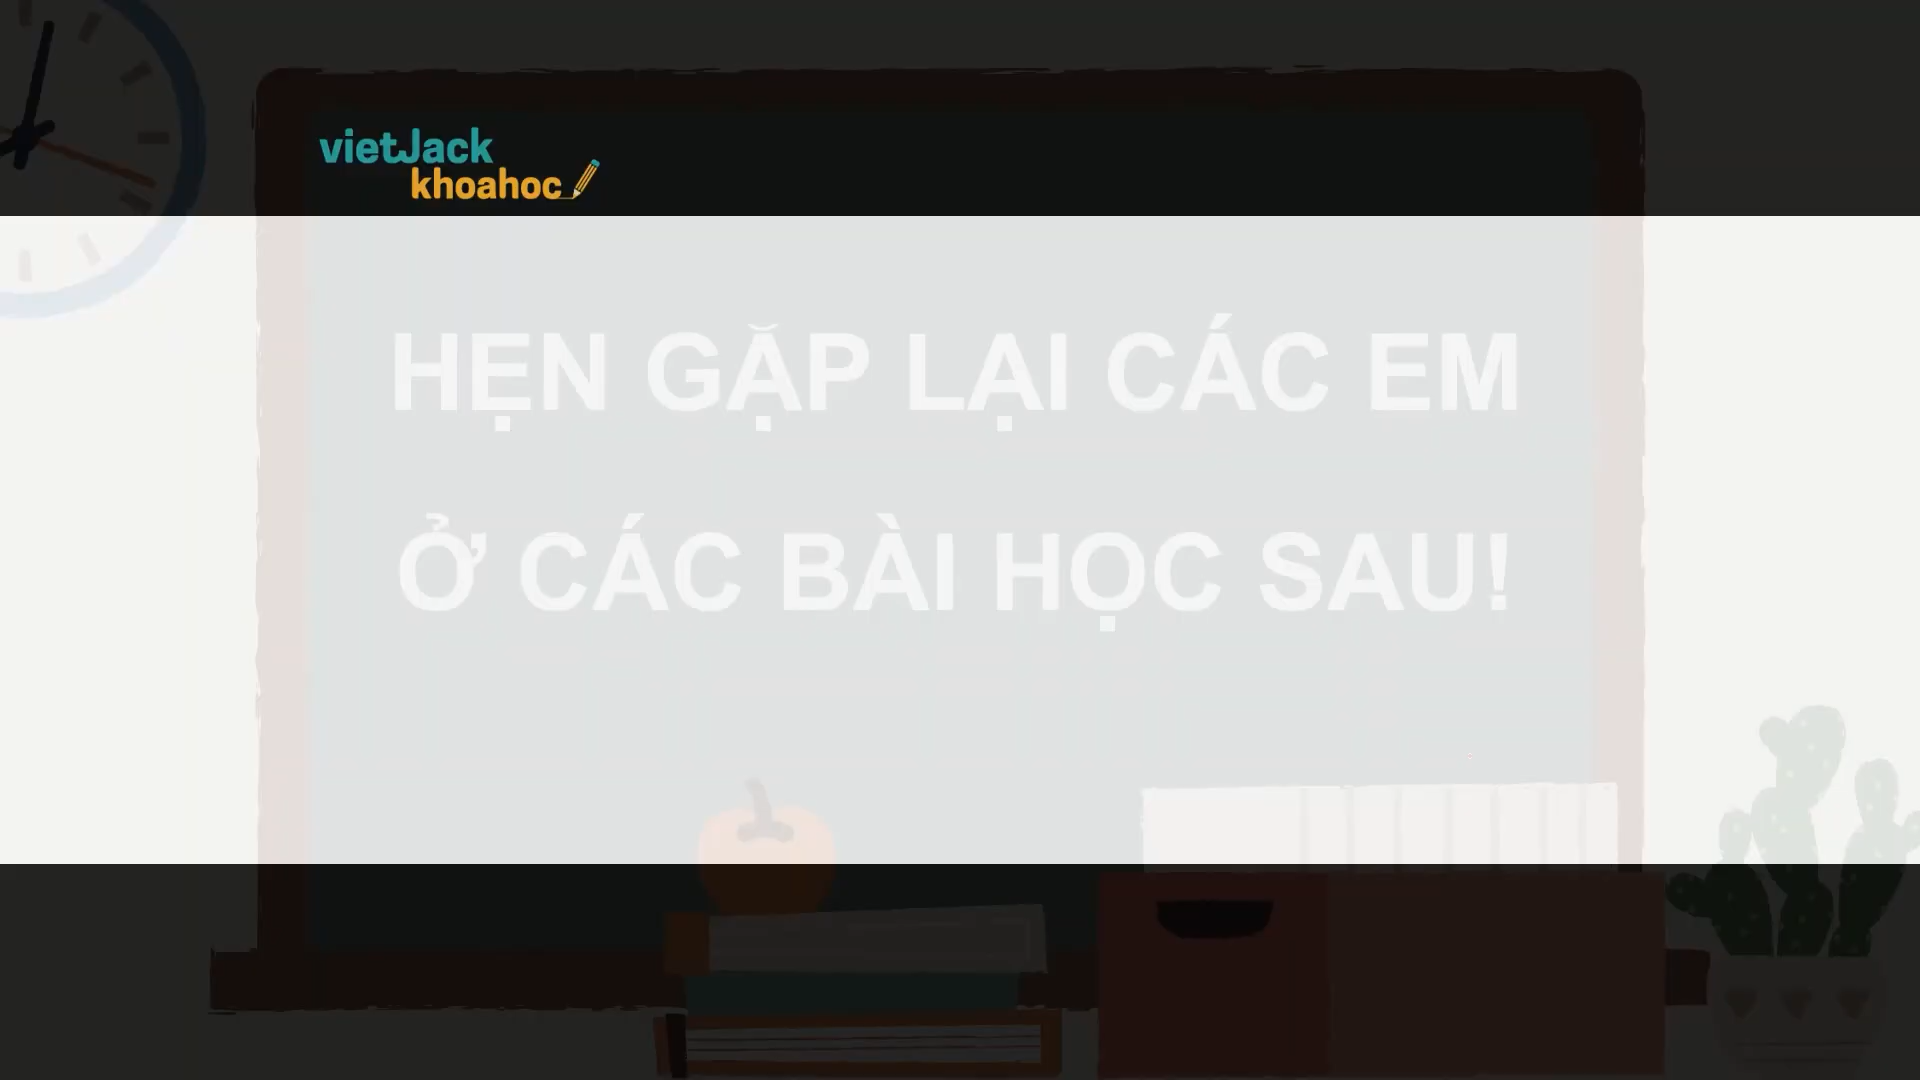 vietJack
khoahoc
HẸN GẶP LẠI CÁC EM
Ở CÁC BÀI HỌC SAU!